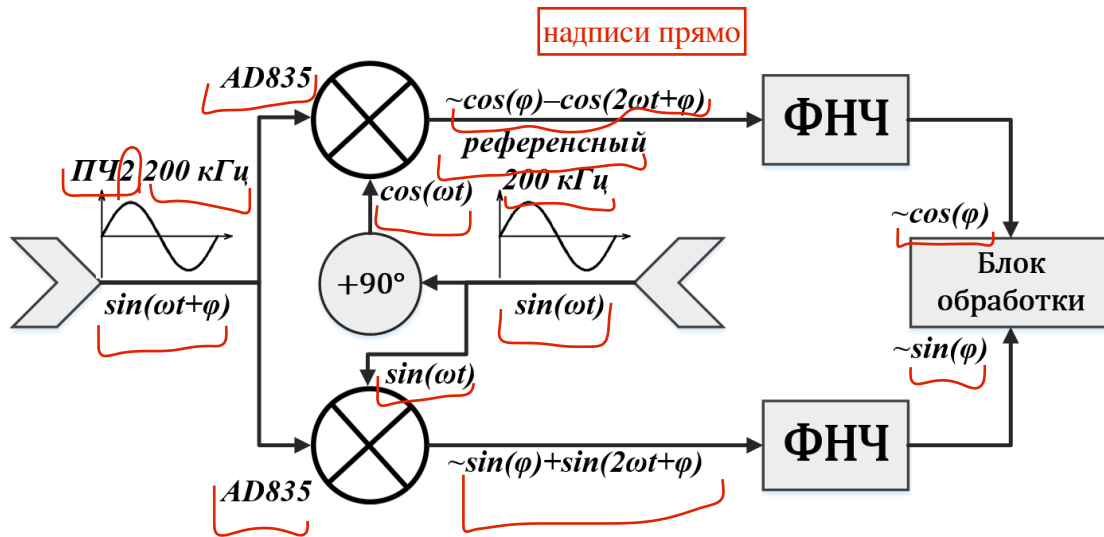 надписи прямо
AD835
~cos(φ)–cos(2ωt+φ)
ФНЧ
референсный
ПЧ2 200 кГц
200 кГц
cos(ωt)
~cos(φ)
+90°
Блок
обработки
sin(ωt+φ)
sin(ωt)
~sin(φ)
sin(ωt)
ФНЧ
~sin(φ)+sin(2ωt+φ)
AD835